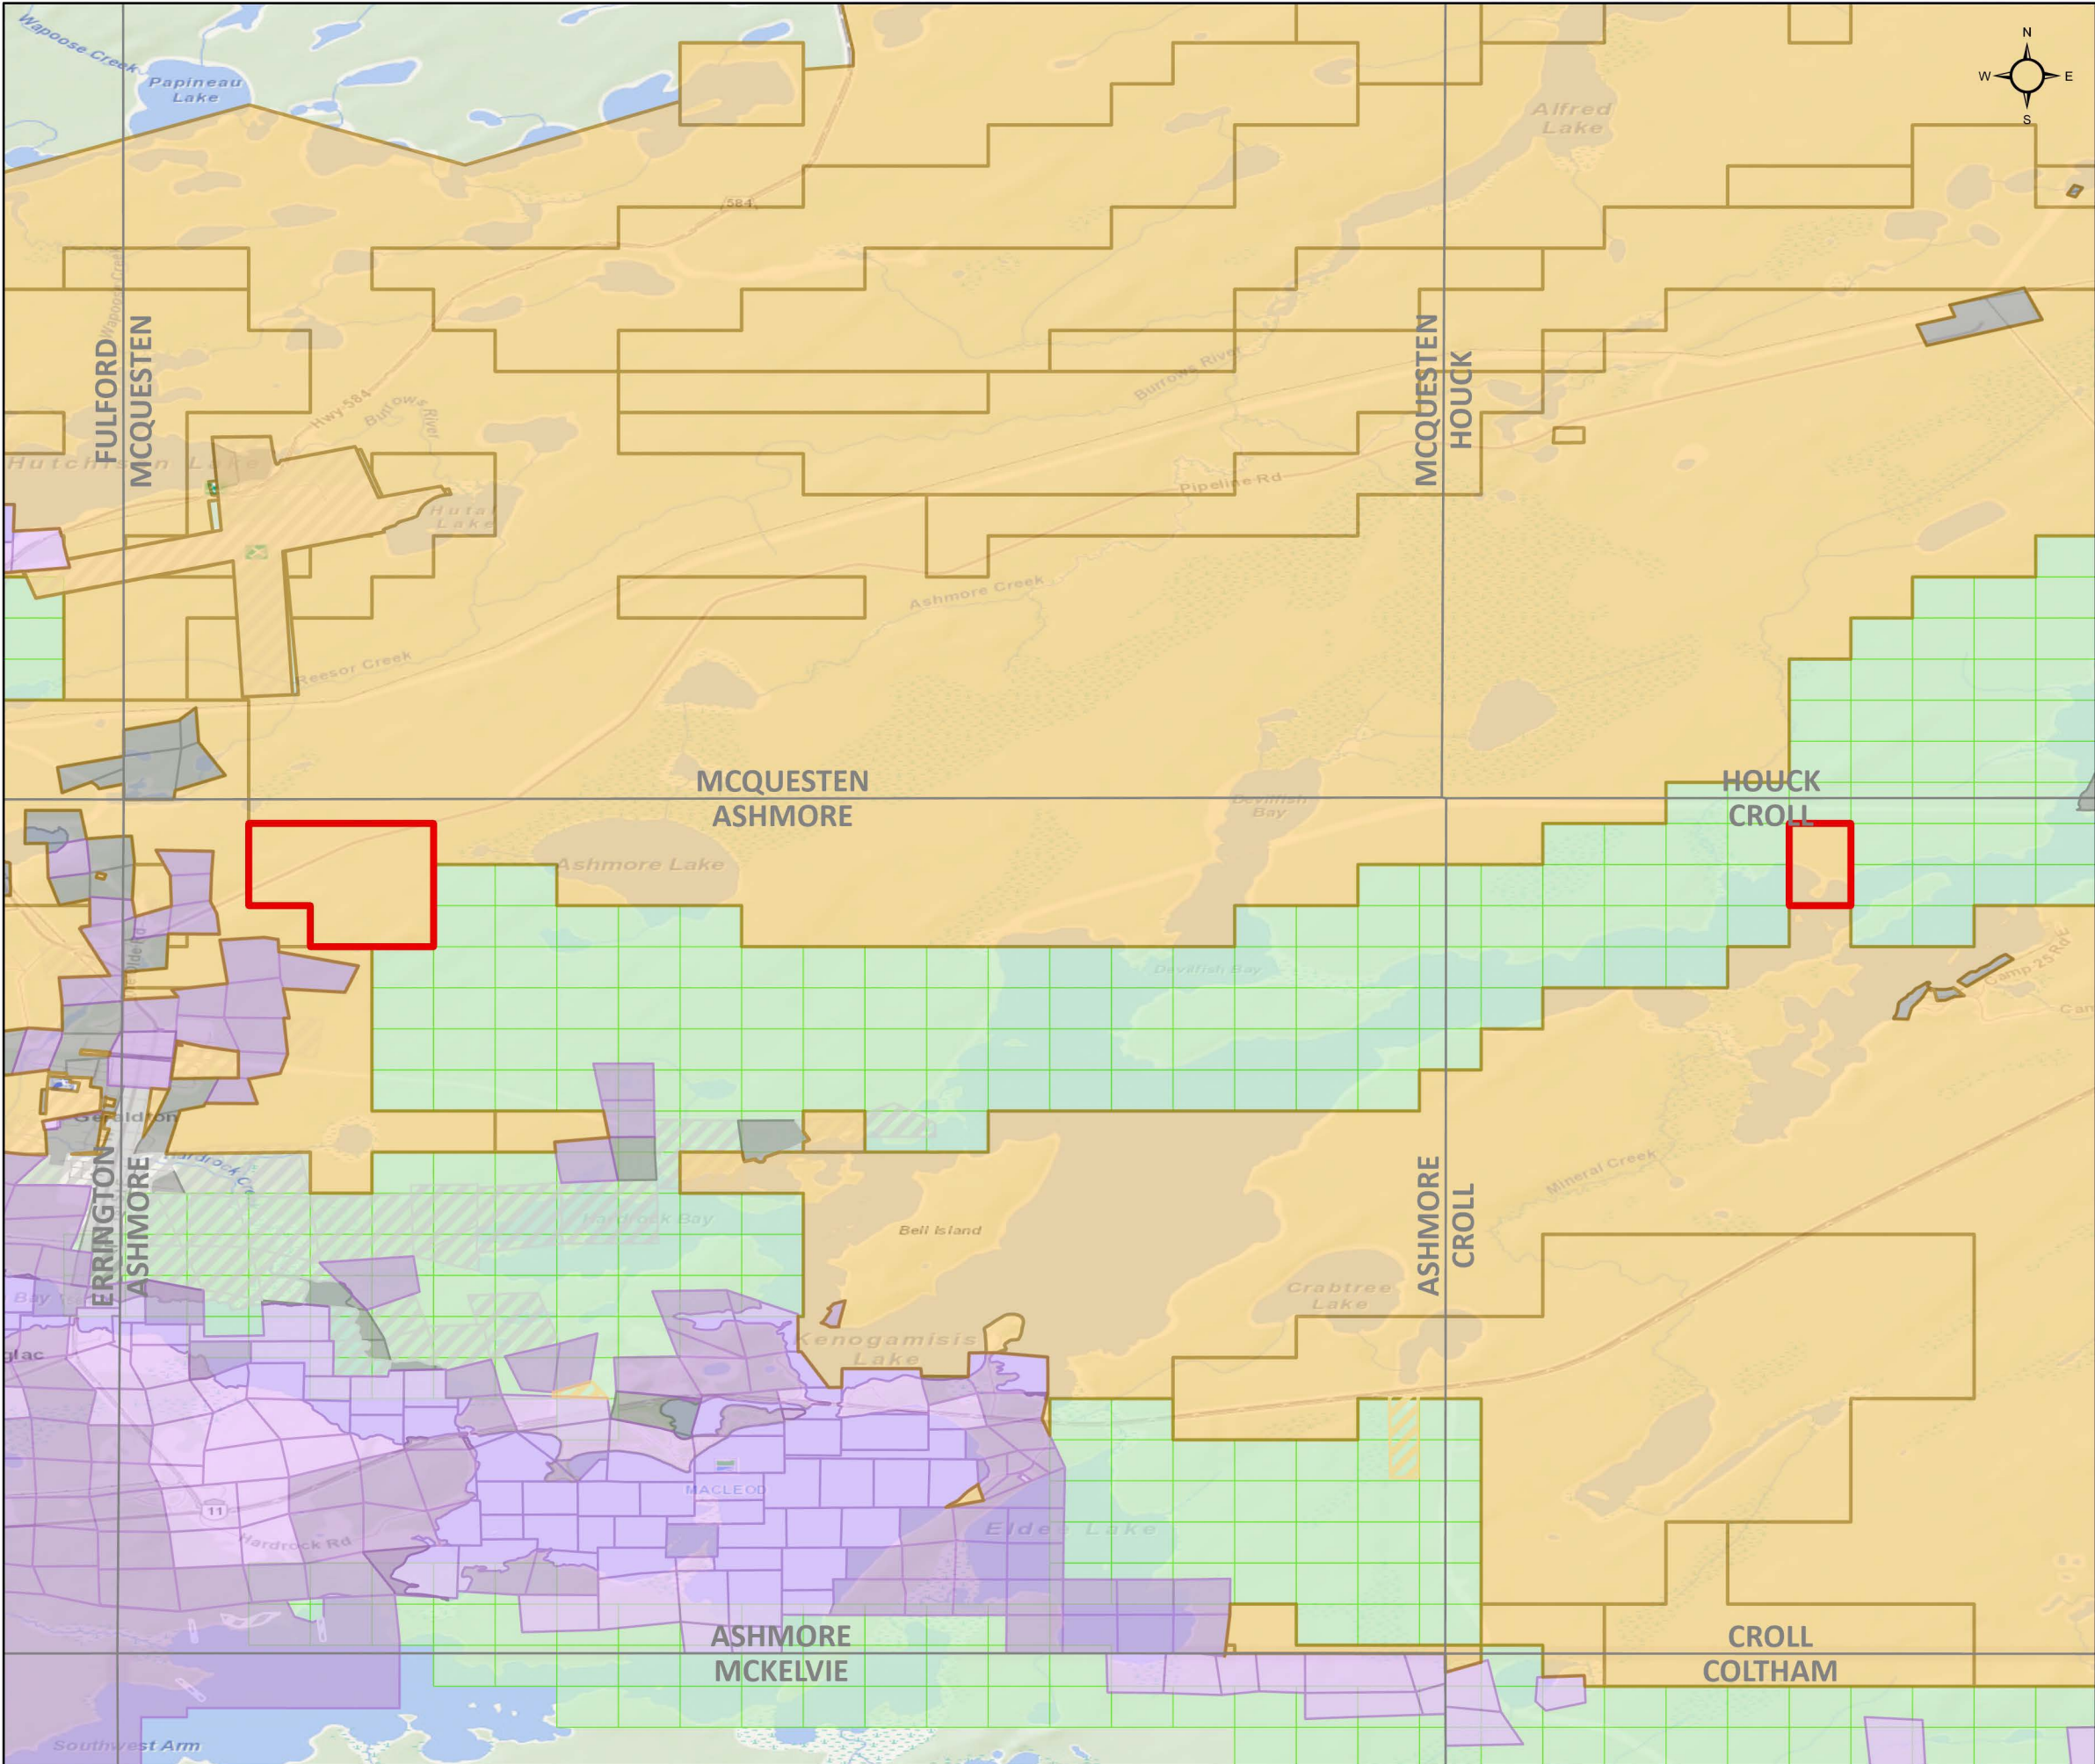 Wapoose Creek
Papineau
Lake
N
W E
S
Alfred
Lake
584
Wapoose Creek
FULFORD
MCQUESTEN
Hwy 584
Burrows River
Burrows River
MCQUESTEN
HOUCK
Hutchison Lake
Hutal
Lake
Pipeline Rd
Ashmore Creek
Reesor Creek
MCQUESTEN
ASHMORE
Devilfish
Bay
HOUCK
CROLL
Ashmore Lake
Devilfish Bay
Camp 25 Rd E
Geraldton
ERRINGTON
ASHMORE
Hardrock Bay
Bell Island
ASHMORE
CROLL
Mineral Creek
Crabtree
Lake
Kenogamisis
Lake
11
Hardrock Rd
MACLEOD
Eldee Lake
ASHMORE
MCKELVIE
CROLL
COLTHAM
Southwest Arm